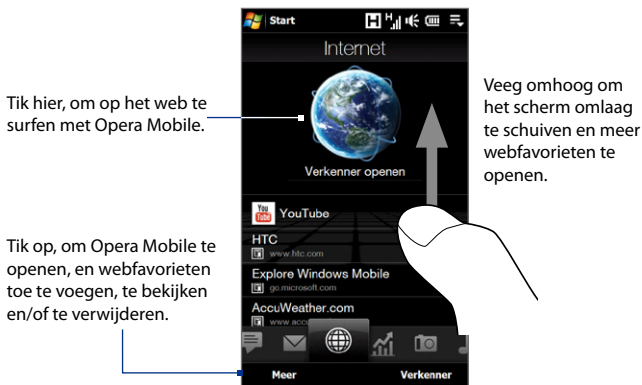 Start
Internet
Tik hier, om op het web te
surfen met Opera Mobile.
Veeg omhoog om
het scherm omlaag
te schuiven en meer
webfavorieten te
openen.
Verkenner openen
You
Tube
YouTube
HTC
www.htc.com
Explore Windows Mobile
go.microsoft.com
AccuWeather.com
Tik op, om Opera Mobile te
openen, en webfavorieten
toe te voegen, te bekijken
en/of te verwijderen.
Meer
Verkenner